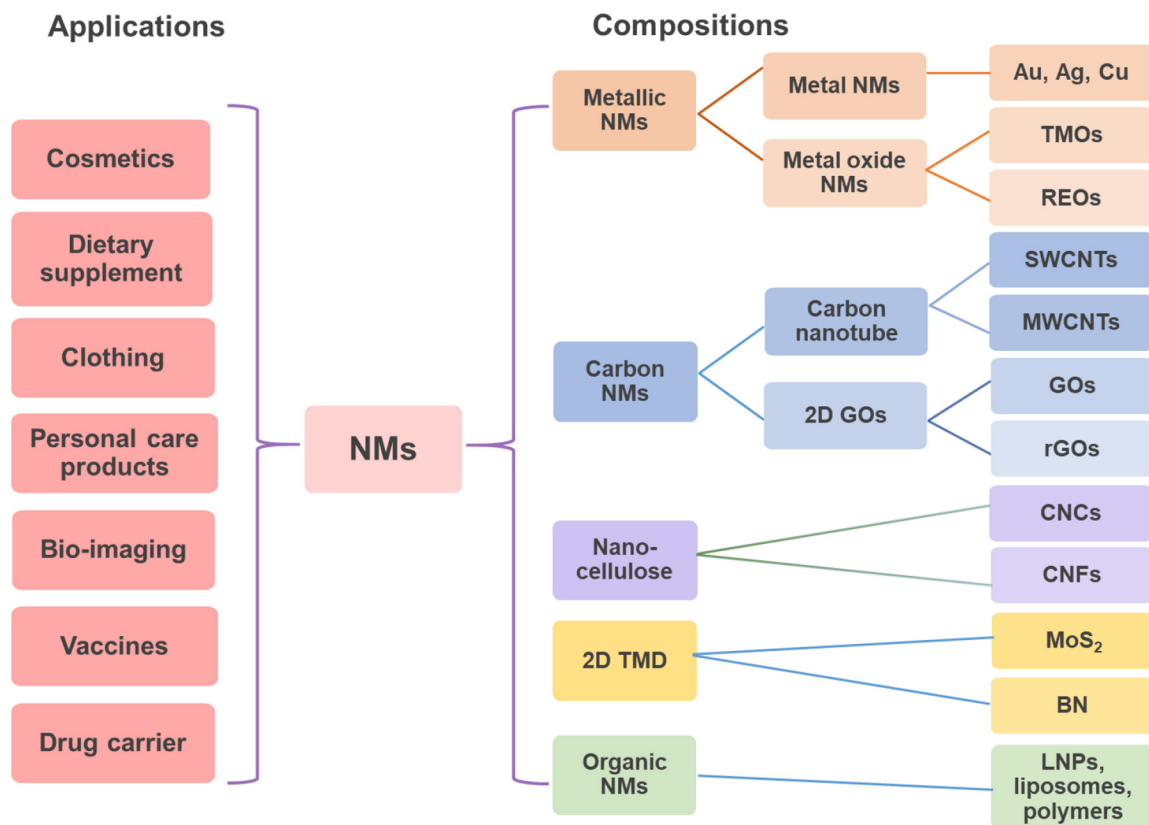 Applications
Compositions
Cosmetics
Dietary
supplement
Clothing
Personal care
products
Bio-imaging
Vaccines
Drug carrier
NMs
Metallic
NMs
Metal NMs
Au, Ag, Cu
Metal oxide
NMs
TMOs
REOs
Carbon
NMs
Carbon
nanotube
SWCNTs
MWCNTs
2D GOs
GOs
rGOs
Nano-
cellulose
CNCs
CNFs
2D TMD
MoS₂
BN
Organic
NMs
LNPs,
liposomes,
polymers